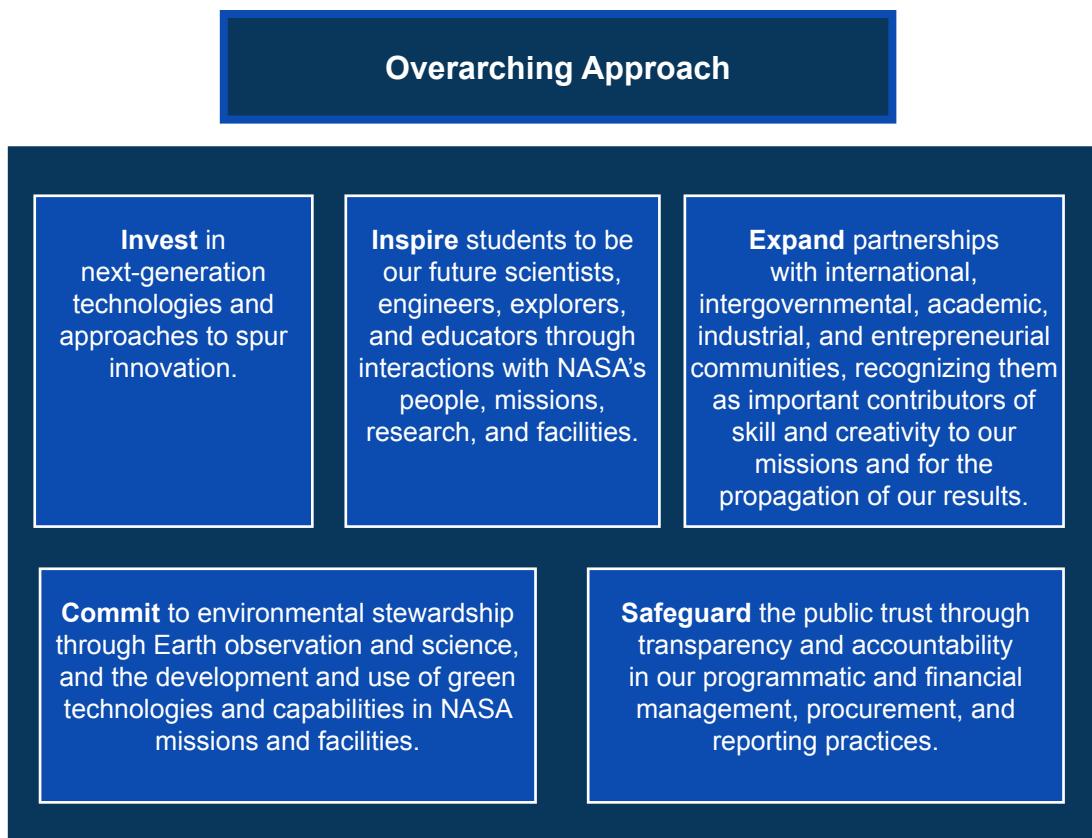 Overarching Approach
Invest in
next-generation
technologies and
approaches to spur
innovation.
Inspire students to be
our future scientists,
engineers, explorers,
and educators through
interactions with NASA’s
people, missions,
research, and facilities.
Expand partnerships
with international,
intergovernmental, academic,
industrial, and entrepreneurial
communities, recognizing them
as important contributors of
skill and creativity to our
missions and for the
propagation of our results.
Commit to environmental stewardship
through Earth observation and science,
and the development and use of green
technologies and capabilities in NASA
missions and facilities.
Safeguard the public trust through
transparency and accountability
in our programmatic and financial
management, procurement, and
reporting practices.